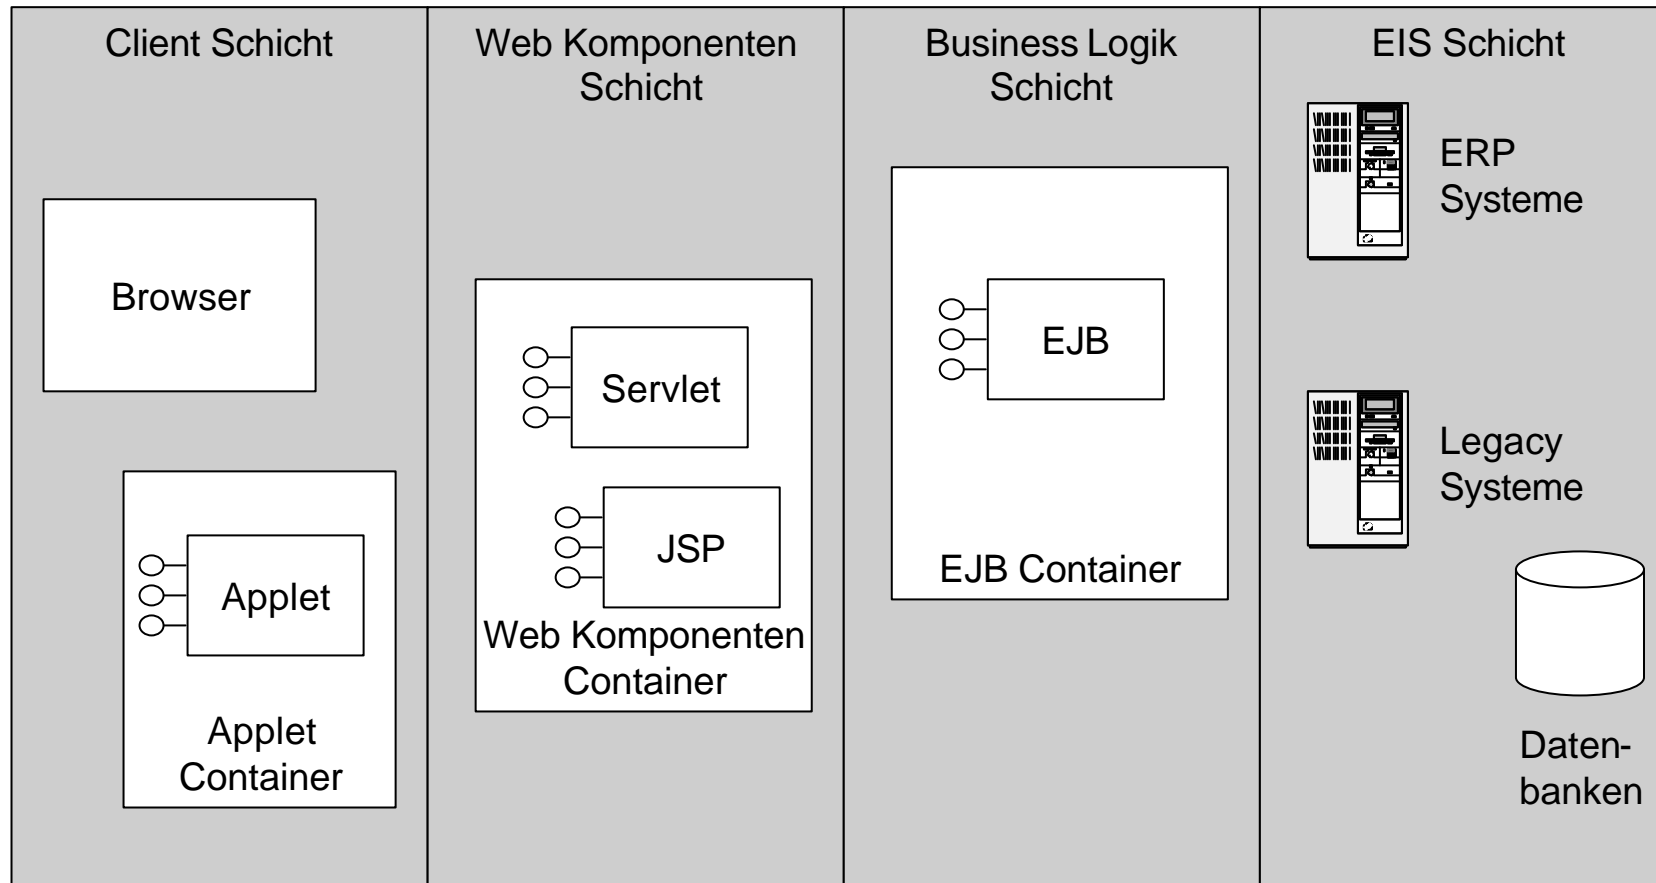 Client Schicht
Web Komponenten
Schicht
Business Logik
Schicht
EIS Schicht
Browser
Applet
Applet
Container
Servlet
JSP
Web Komponenten
Container
EJB
EJB Container
ERP
Systeme
Legacy
Systeme
Daten-
banken